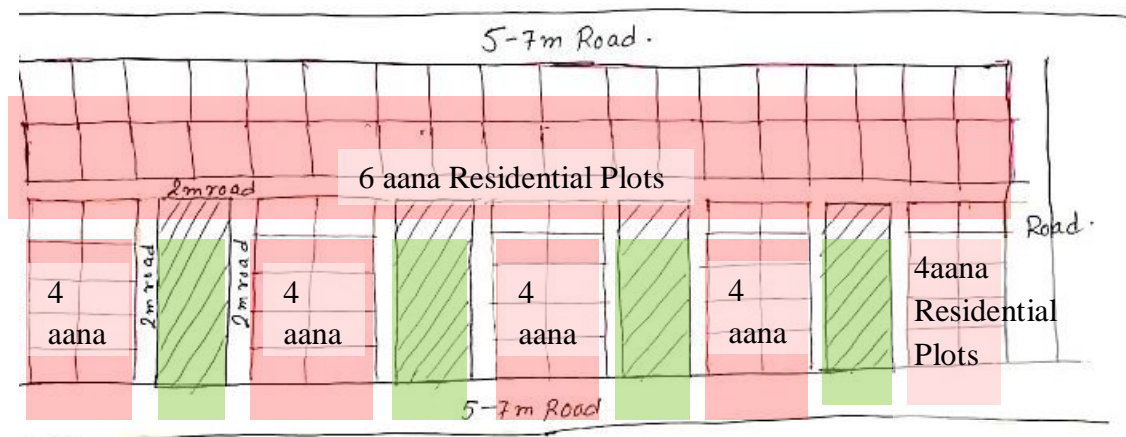 5-7m Road.
6 aana Residential Plots
2m road
2m road
2m road
Road.
4
aana
4
aana
4
aana
4
aana
4aana
Residential
Plots
5-7m Road